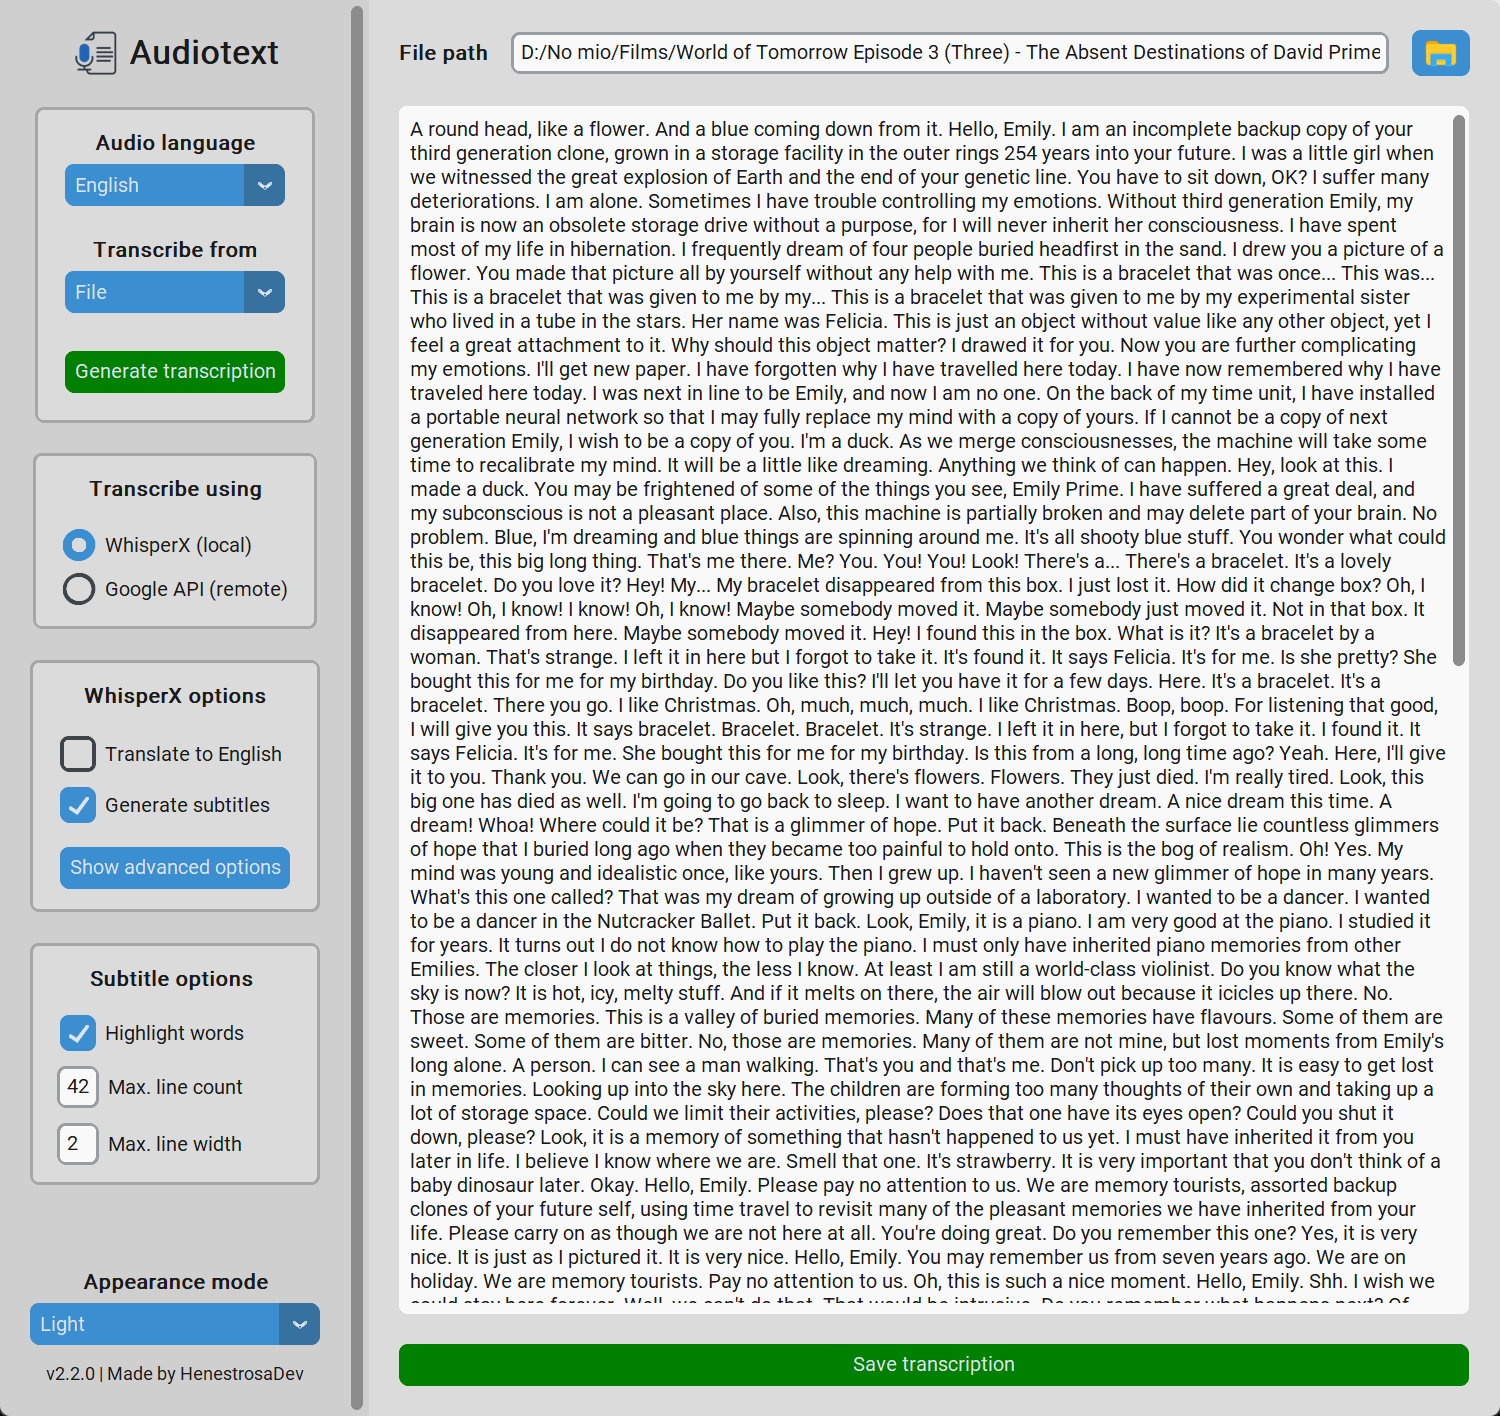 Audiotext
Audio language
English
Transcribe from
File
Generate transcription
Transcribe using
WhisperX (local)
Google API (remote)
WhisperX options
Translate to English
Generate subtitles
Show advanced options
Subtitle options
Highlight words
42 Max. line count
2 Max. line width
Appearance mode
Light
v2.2.0 | Made by HenestrosaDev
File path D:/No mio/Films/World of Tomorrow Episode 3 (Three) - The Absent Destinations of David Prime
A round head, like a flower. And a blue coming down from it. Hello, Emily. I am an incomplete backup copy of your
third generation clone, grown in a storage facility in the outer rings 254 years into your future. I was a little girl when
we witnessed the great explosion of Earth and the end of your genetic line. You have to sit down, OK? I suffer many
deteriorations. I am alone. Sometimes I have trouble controlling my emotions. Without third generation Emily, my
brain is now an obsolete storage drive without a purpose, for I will never inherit her consciousness. I have spent
most of my life in hibernation. I frequently dream of four people buried headfirst in the sand. I drew you a picture of a
flower. You made that picture all by yourself without any help with me. This is a bracelet that was once... This was...
This is a bracelet that was given to me by my... This is a bracelet that was given to me by my experimental sister
who lived in a tube in the stars. Her name was Felicia. This is just an object without value like any other object, yet I
feel a great attachment to it. Why should this object matter? I drawed it for you. Now you are further complicating
my emotions. I'll get new paper. I have forgotten why I have travelled here today. I have now remembered why I have
traveled here today. I was next in line to be Emily, and now I am no one. On the back of my time unit, I have installed
a portable neural network so that I may fully replace my mind with a copy of yours. If I cannot be a copy of next
generation Emily, I wish to be a copy of you. I'm a duck. As we merge consciousnesses, the machine will take some
time to recalibrate my mind. It will be a little like dreaming. Anything we think of can happen. Hey, look at this. I
made a duck. You may be frightened of some of the things you see, Emily Prime. I have suffered a great deal, and
my subconscious is not a pleasant place. Also, this machine is partially broken and may delete part of your brain. No
problem. Blue, I'm dreaming and blue things are spinning around me. It's all shooty blue stuff. You wonder what could
this be, this big long thing. That's me there. Me? You. You! You! Look! There's a... There's a bracelet. It's a lovely
bracelet. Do you love it? Hey! My... My bracelet disappeared from this box. I just lost it. How did it change box? Oh, I
know! Oh, I know! I know! Oh, I know! Maybe somebody moved it. Maybe somebody just moved it. Not in that box. It
disappeared from here. Maybe somebody moved it. Hey! I found this in the box. What is it? It's a bracelet by a
woman. That's strange. I left it in here but I forgot to take it. It's found it. It says Felicia. It's for me. Is she pretty? She
bought this for me for my birthday. Do you like this? I'll let you have it for a few days. Here. It's a bracelet. It's a
bracelet. There you go. I like Christmas. Oh, much, much, much. I like Christmas. Boop, boop. For listening that good,
I will give you this. It says bracelet. Bracelet. Bracelet. It's strange. I left it in here, but I forgot to take it. I found it. It
says Felicia. It's for me. She bought this for me for my birthday. Is this from a long, long time ago? Yeah. Here, I'll give
it to you. Thank you. We can go in our cave. Look, there's flowers. Flowers. They just died. I'm really tired. Look, this
big one has died as well. I'm going to go back to sleep. I want to have another dream. A nice dream this time. A
dream! Whoa! Where could it be? That is a glimmer of hope. Put it back. Beneath the surface lie countless glimmers
of hope that I buried long ago when they became too painful to hold onto. This is the bog of realism. Oh! Yes. My
mind was young and idealistic once, like yours. Then I grew up. I haven't seen a new glimmer of hope in many years.
What's this one called? That was my dream of growing up outside of a laboratory. I wanted to be a dancer. I wanted
to be a dancer in the Nutcracker Ballet. Put it back. Look, Emily, it is a piano. I am very good at the piano. I studied it
for years. It turns out I do not know how to play the piano. I must only have inherited piano memories from other
Emilies. The closer I look at things, the less I know. At least I am still a world-class violinist. Do you know what the
sky is now? It is hot, icy, melty stuff. And if it melts on there, the air will blow out because it icicles up there. No.
Those are memories. This is a valley of buried memories. Many of these memories have flavours. Some of them are
sweet. Some of them are bitter. No, those are memories. Many of them are not mine, but lost moments from Emily's
long alone. A person. I can see a man walking. That's you and that's me. Don't pick up too many. It is easy to get lost
in memories. Looking up into the sky here. The children are forming too many thoughts of their own and taking up a
lot of storage space. Could we limit their activities, please? Does that one have its eyes open? Could you shut it
down, please? Look, it is a memory of something that hasn't happened to us yet. I must have inherited it from you
later in life. I believe I know where we are. Smell that one. It's strawberry. It is very important that you don't think of a
baby dinosaur later. Okay. Hello, Emily. Please pay no attention to us. We are memory tourists, assorted backup
clones of your future self, using time travel to revisit many of the pleasant memories we have inherited from your
life. Please carry on as though we are not here at all. You're doing great. Do you remember this one? Yes, it is very
nice. It is just as I pictured it. It is very nice. Hello, Emily. You may remember us from seven years ago. We are on
holiday. We are memory tourists. Pay no attention to us. Oh, this is such a nice moment. Hello, Emily. Shh. I wish we
could stay here forever. Well, we can't do that. That would be intrusive. Do you remember what happens next? Of
Save transcription